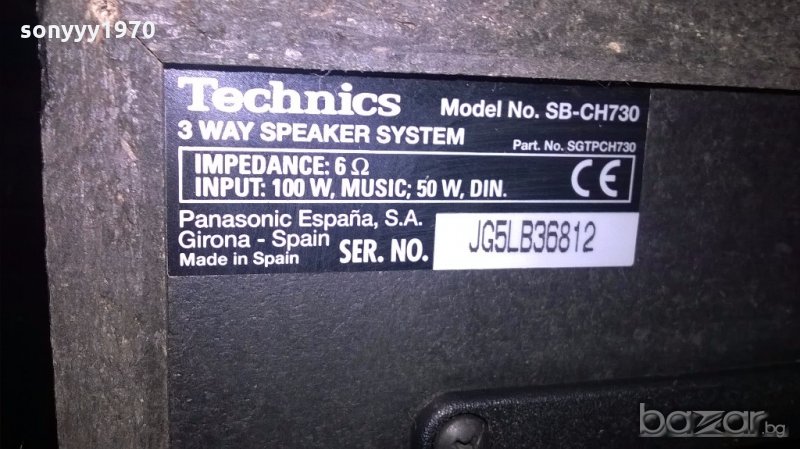 sonyyy1970
Technics Model No. SB-CH730
3 WAY SPEAKER SYSTEM Part. No. SGTPCH730
IMPEDANCE: 6 Ω
INPUT: 100 W, MUSIC; 50 W, DIN. CE
Panasonic España, S.A.
Girona - Spain
Made in Spain
SER. NO. JG5LB36812
bazar.bg